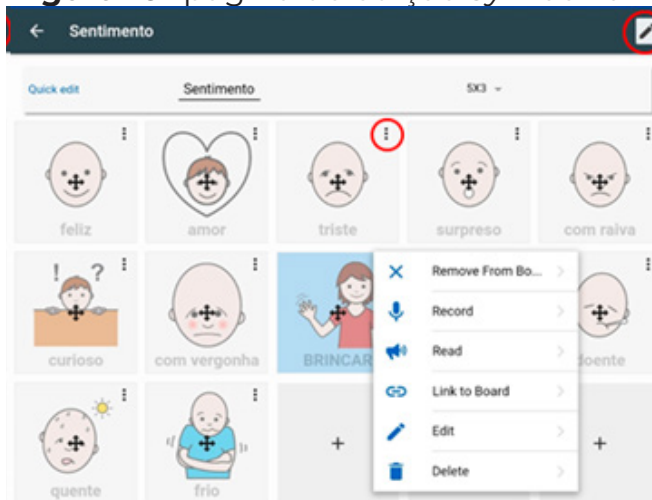 Sentimento
Quick edit
Sentimento
5X3
feliz
amor
triste
surpreso
com raiva
! ?
curioso
com vergonha
BRINCAR
doente
Remove From Bo...
Record
Read
Link to Board
Edit
Delete
quente
frio
+
+